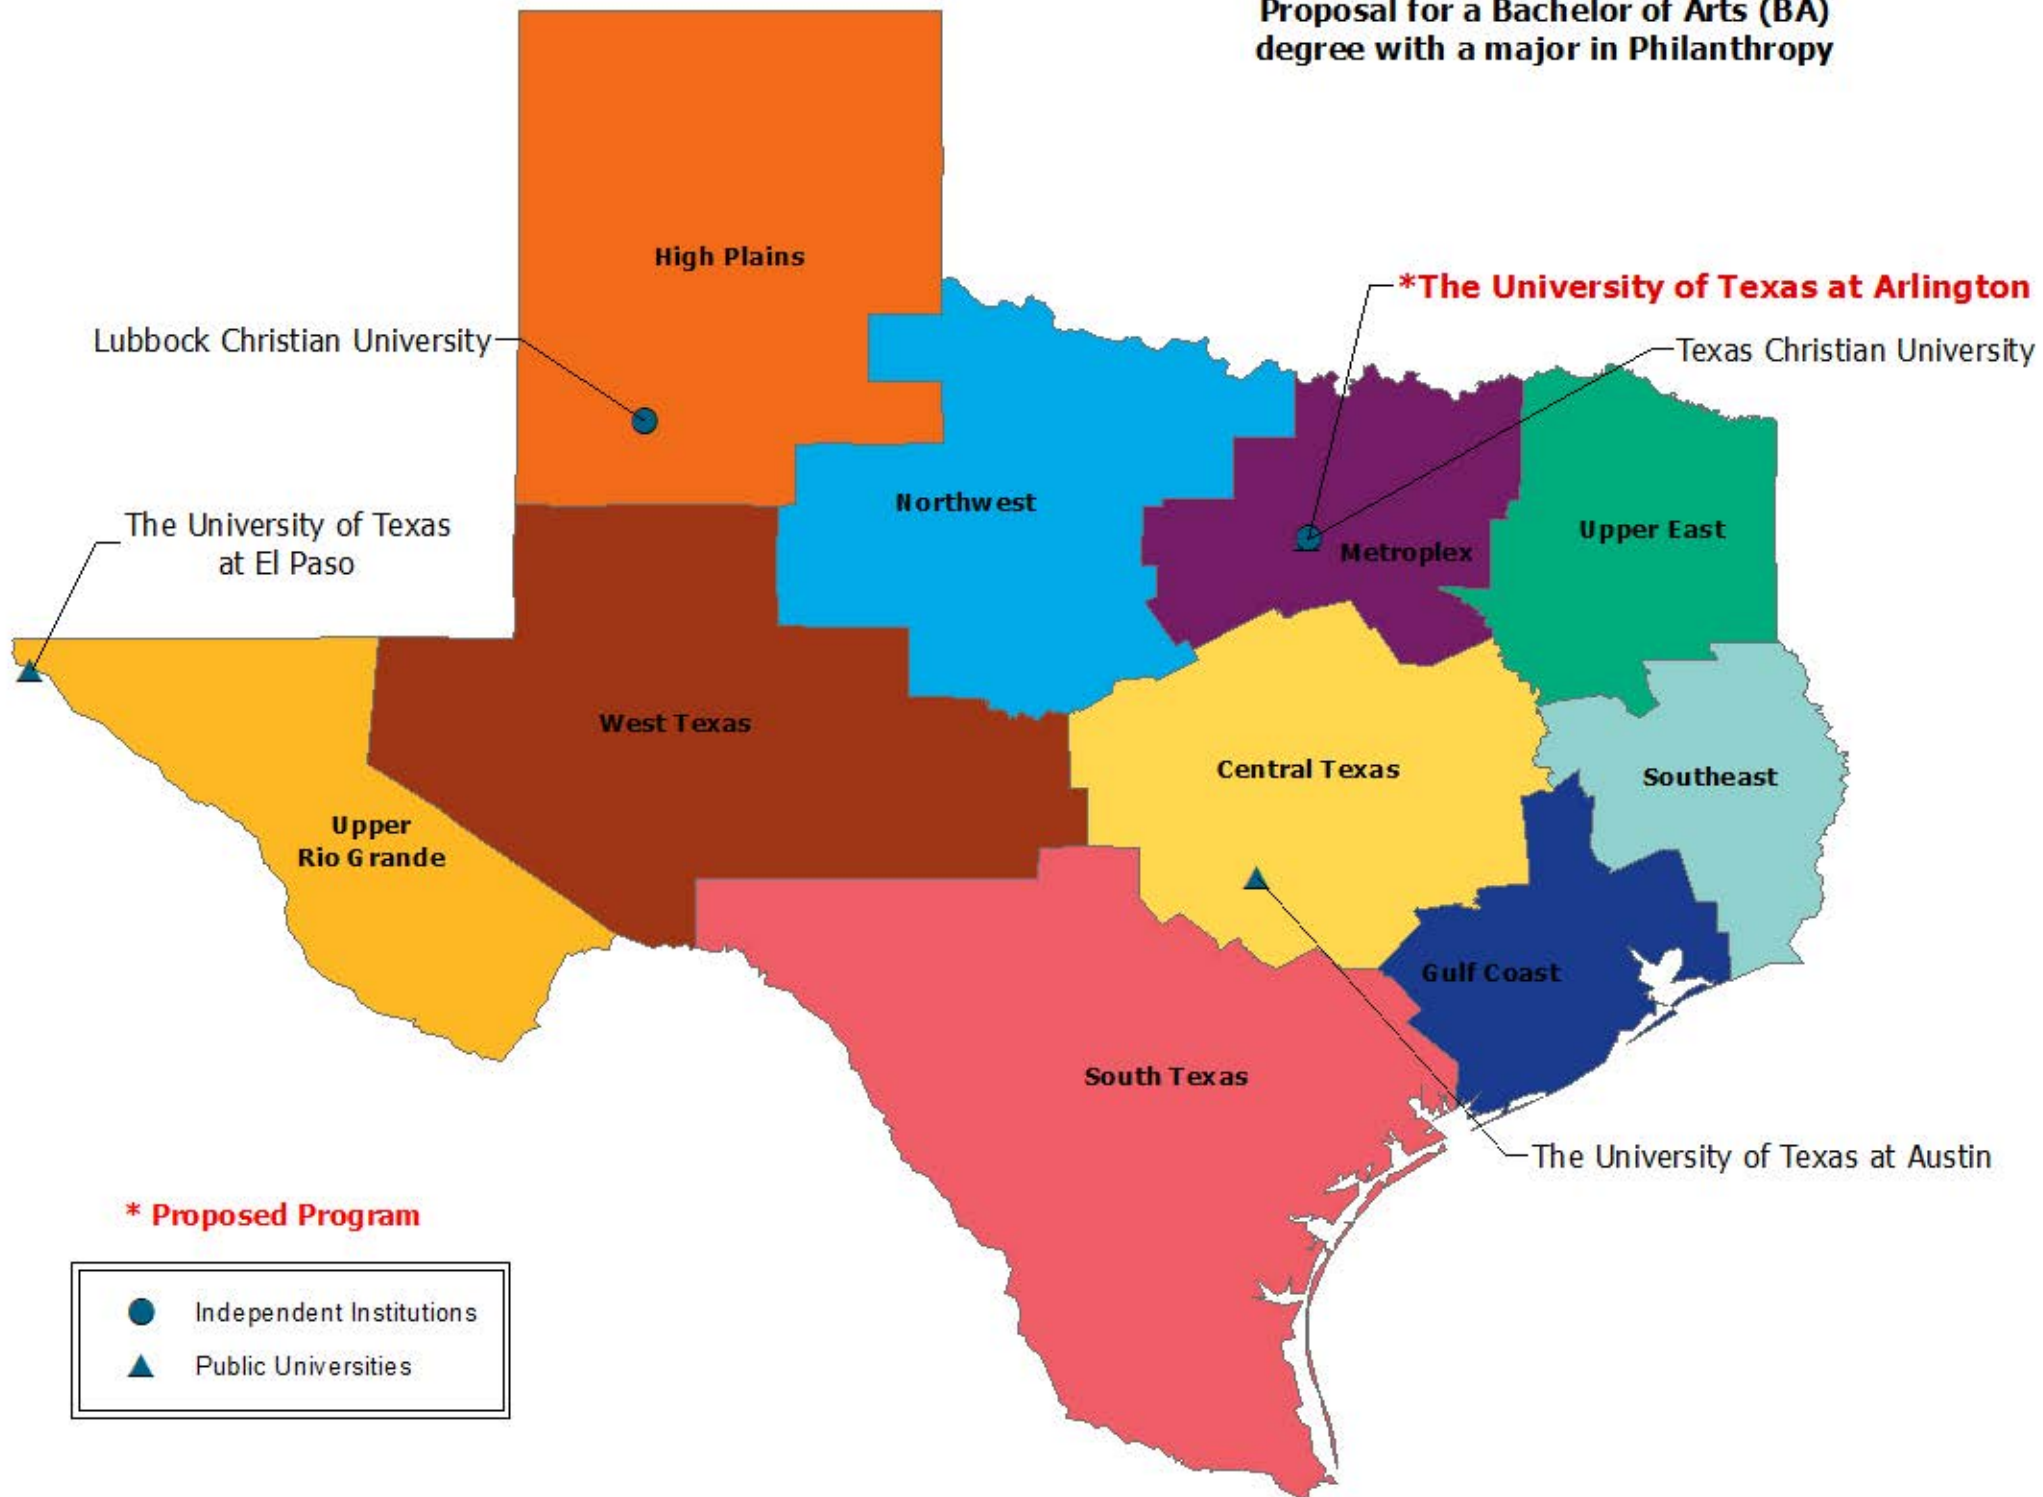 Proposal for a Bachelor of Arts (BA)
degree with a major in Philanthropy
High Plains
*The University of Texas at Arlington
Lubbock Christian University
Texas Christian University
Northwest
The University of Texas
at El Paso
Upper East
Metroplex
West Texas
Central Texas
Southeast
Upper
Rio Grande
Gulf Coast
South Texas
The University of Texas at Austin
* Proposed Program
Independent Institutions
Public Universities